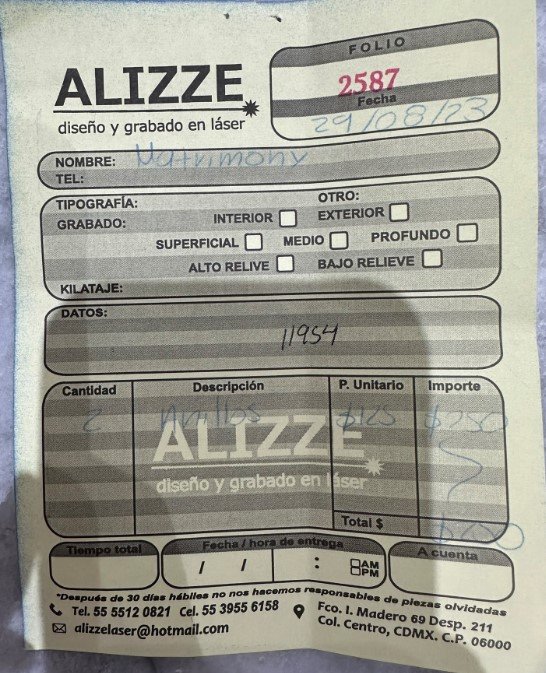 ALIZZE
diseño y grabado en láser
FOLIO
2587
Fecha
29/08/23
NOMBRE: Matrimony
TEL:
TIPOGRAFÍA: OTRO:
GRABADO: INTERIOR EXTERIOR
SUPERFICIAL MEDIO PROFUNDO
ALTO RELIVE BAJO RELIEVE
KILATAJE:
DATOS:
11954
Cantidad Descripción P. Unitario Importe
2 Anillos $125 $250
ALIZZE
diseño y grabado en láser
Total $
Tiempo total Fecha / hora de entrega A cuenta
/ / : AM
PM
*Después de 30 días hábiles no nos hacemos responsables de piezas olvidadas
Tel. 55 5512 0821 Cel. 55 3955 6158
alizzelaser@hotmail.com
Fco. I. Madero 69 Desp. 211
Col. Centro, CDMX. C.P. 06000